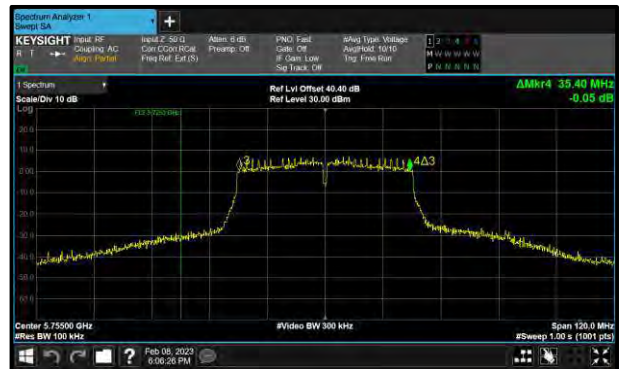 Spectrum Analyzer 1
Swept SA
KEYSIGHT Input: RF
R T Coupling: AC
Align: Partial
Input Z: 50 Ω
Corr CCorr RCal
Freq Ref: Ext (S)
Atten: 6 dB
Preamp: Off
PNO: Fast
Gate: Off
IF Gain: Low
Sig Track: Off
#Avg Type: Voltage
Avg|Hold: 10/10
Trig: Free Run
1 2 3 4 5 6
M W W W W W
P N N N N N
1 Spectrum
Scale/Div 10 dB
Ref Lvl Offset 40.40 dB
Ref Level 30.00 dBm
ΔMkr4 35.40 MHz
-0.05 dB
Log
20.0
0.00
-10.0
-20.0
-30.0
-40.0
-50.0
-60.0
3
4Δ3
Center 5.75500 GHz
#Res BW 100 kHz
#Video BW 300 kHz
Span 120.0 MHz
#Sweep 1.00 s (1001 pts)
Feb 08, 2023
6:06:26 PM